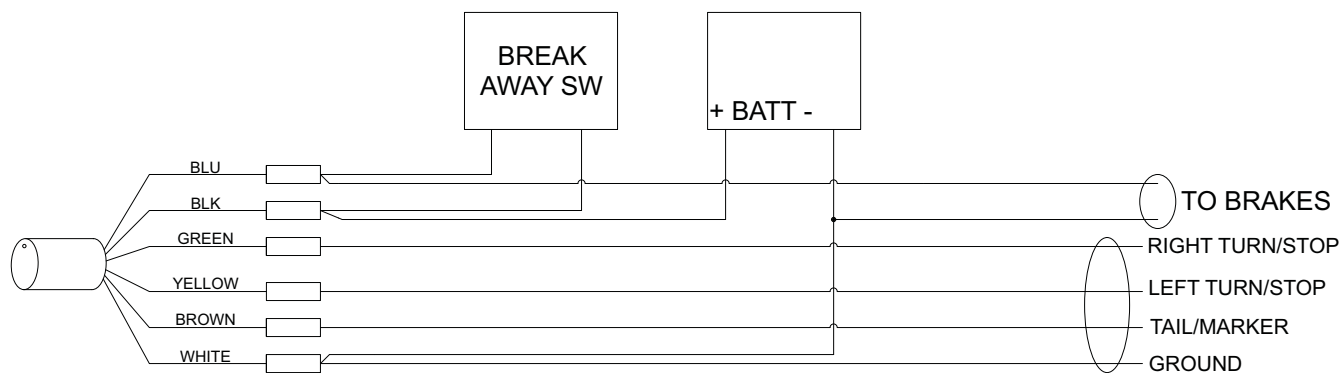 BREAK
AWAY SW
+ BATT -
BLU
BLK
GREEN
YELLOW
BROWN
WHITE
TO BRAKES
RIGHT TURN/STOP
LEFT TURN/STOP
TAIL/MARKER
GROUND